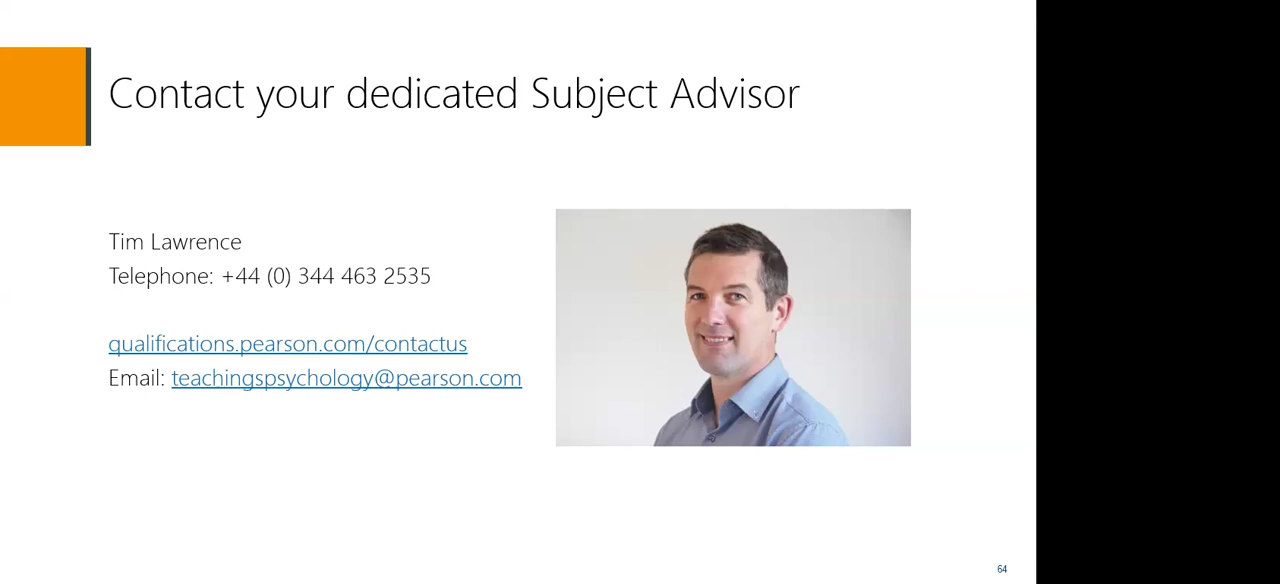 Contact your dedicated Subject Advisor
Tim Lawrence
Telephone: +44 (0) 344 463 2535
qualifications.pearson.com/contactus
Email: teachingspsychology@pearson.com
64